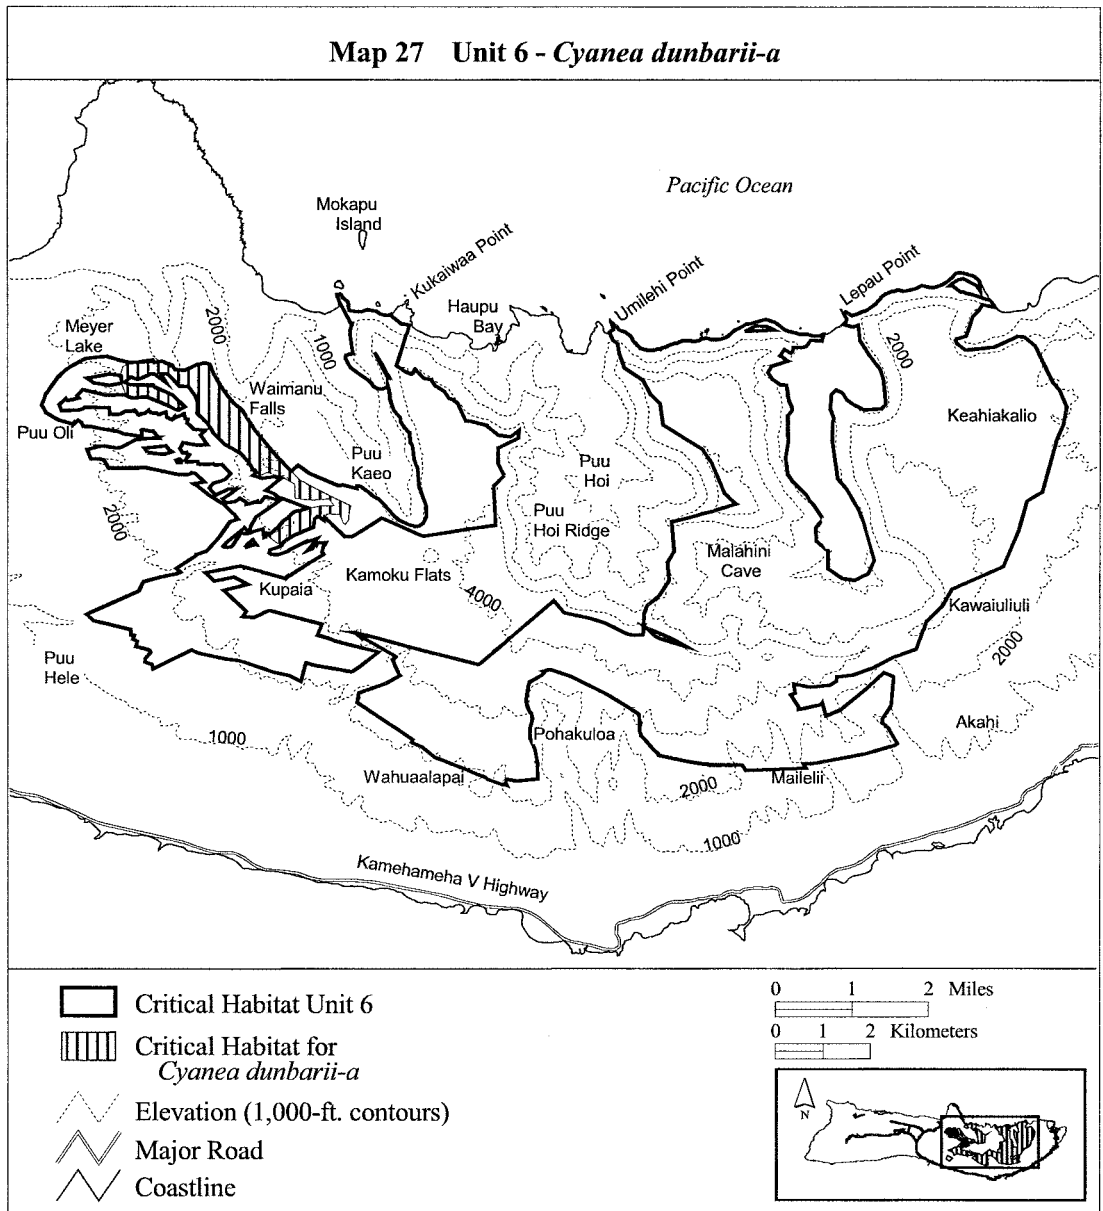 Map 27 Unit 6 - Cyanea dunbarii-a
Pacific Ocean
Mokapu
Island
Kukaiwaa Point
Haupu
Bay
Umilehi Point
Lepau Point
Meyer
Lake
2000
1000
2000
Waimanu
Falls
Keahiakalio
Puu Oli
Puu
Kaeo
Puu
Hoi
Puu
Hoi Ridge
2000
Malahini
Cave
Kamoku Flats
Kupaia
4000
Kawaiuliuli
2000
Puu
Hele
Akahi
1000
Pohakuloa
Wahuaalapai
2000
Mailelii
1000
Kamehameha V Highway
Critical Habitat Unit 6
Critical Habitat for
Cyanea dunbarii-a
Elevation (1,000-ft. contours)
Major Road
Coastline
0 1 2 Miles
0 1 2 Kilometers
N